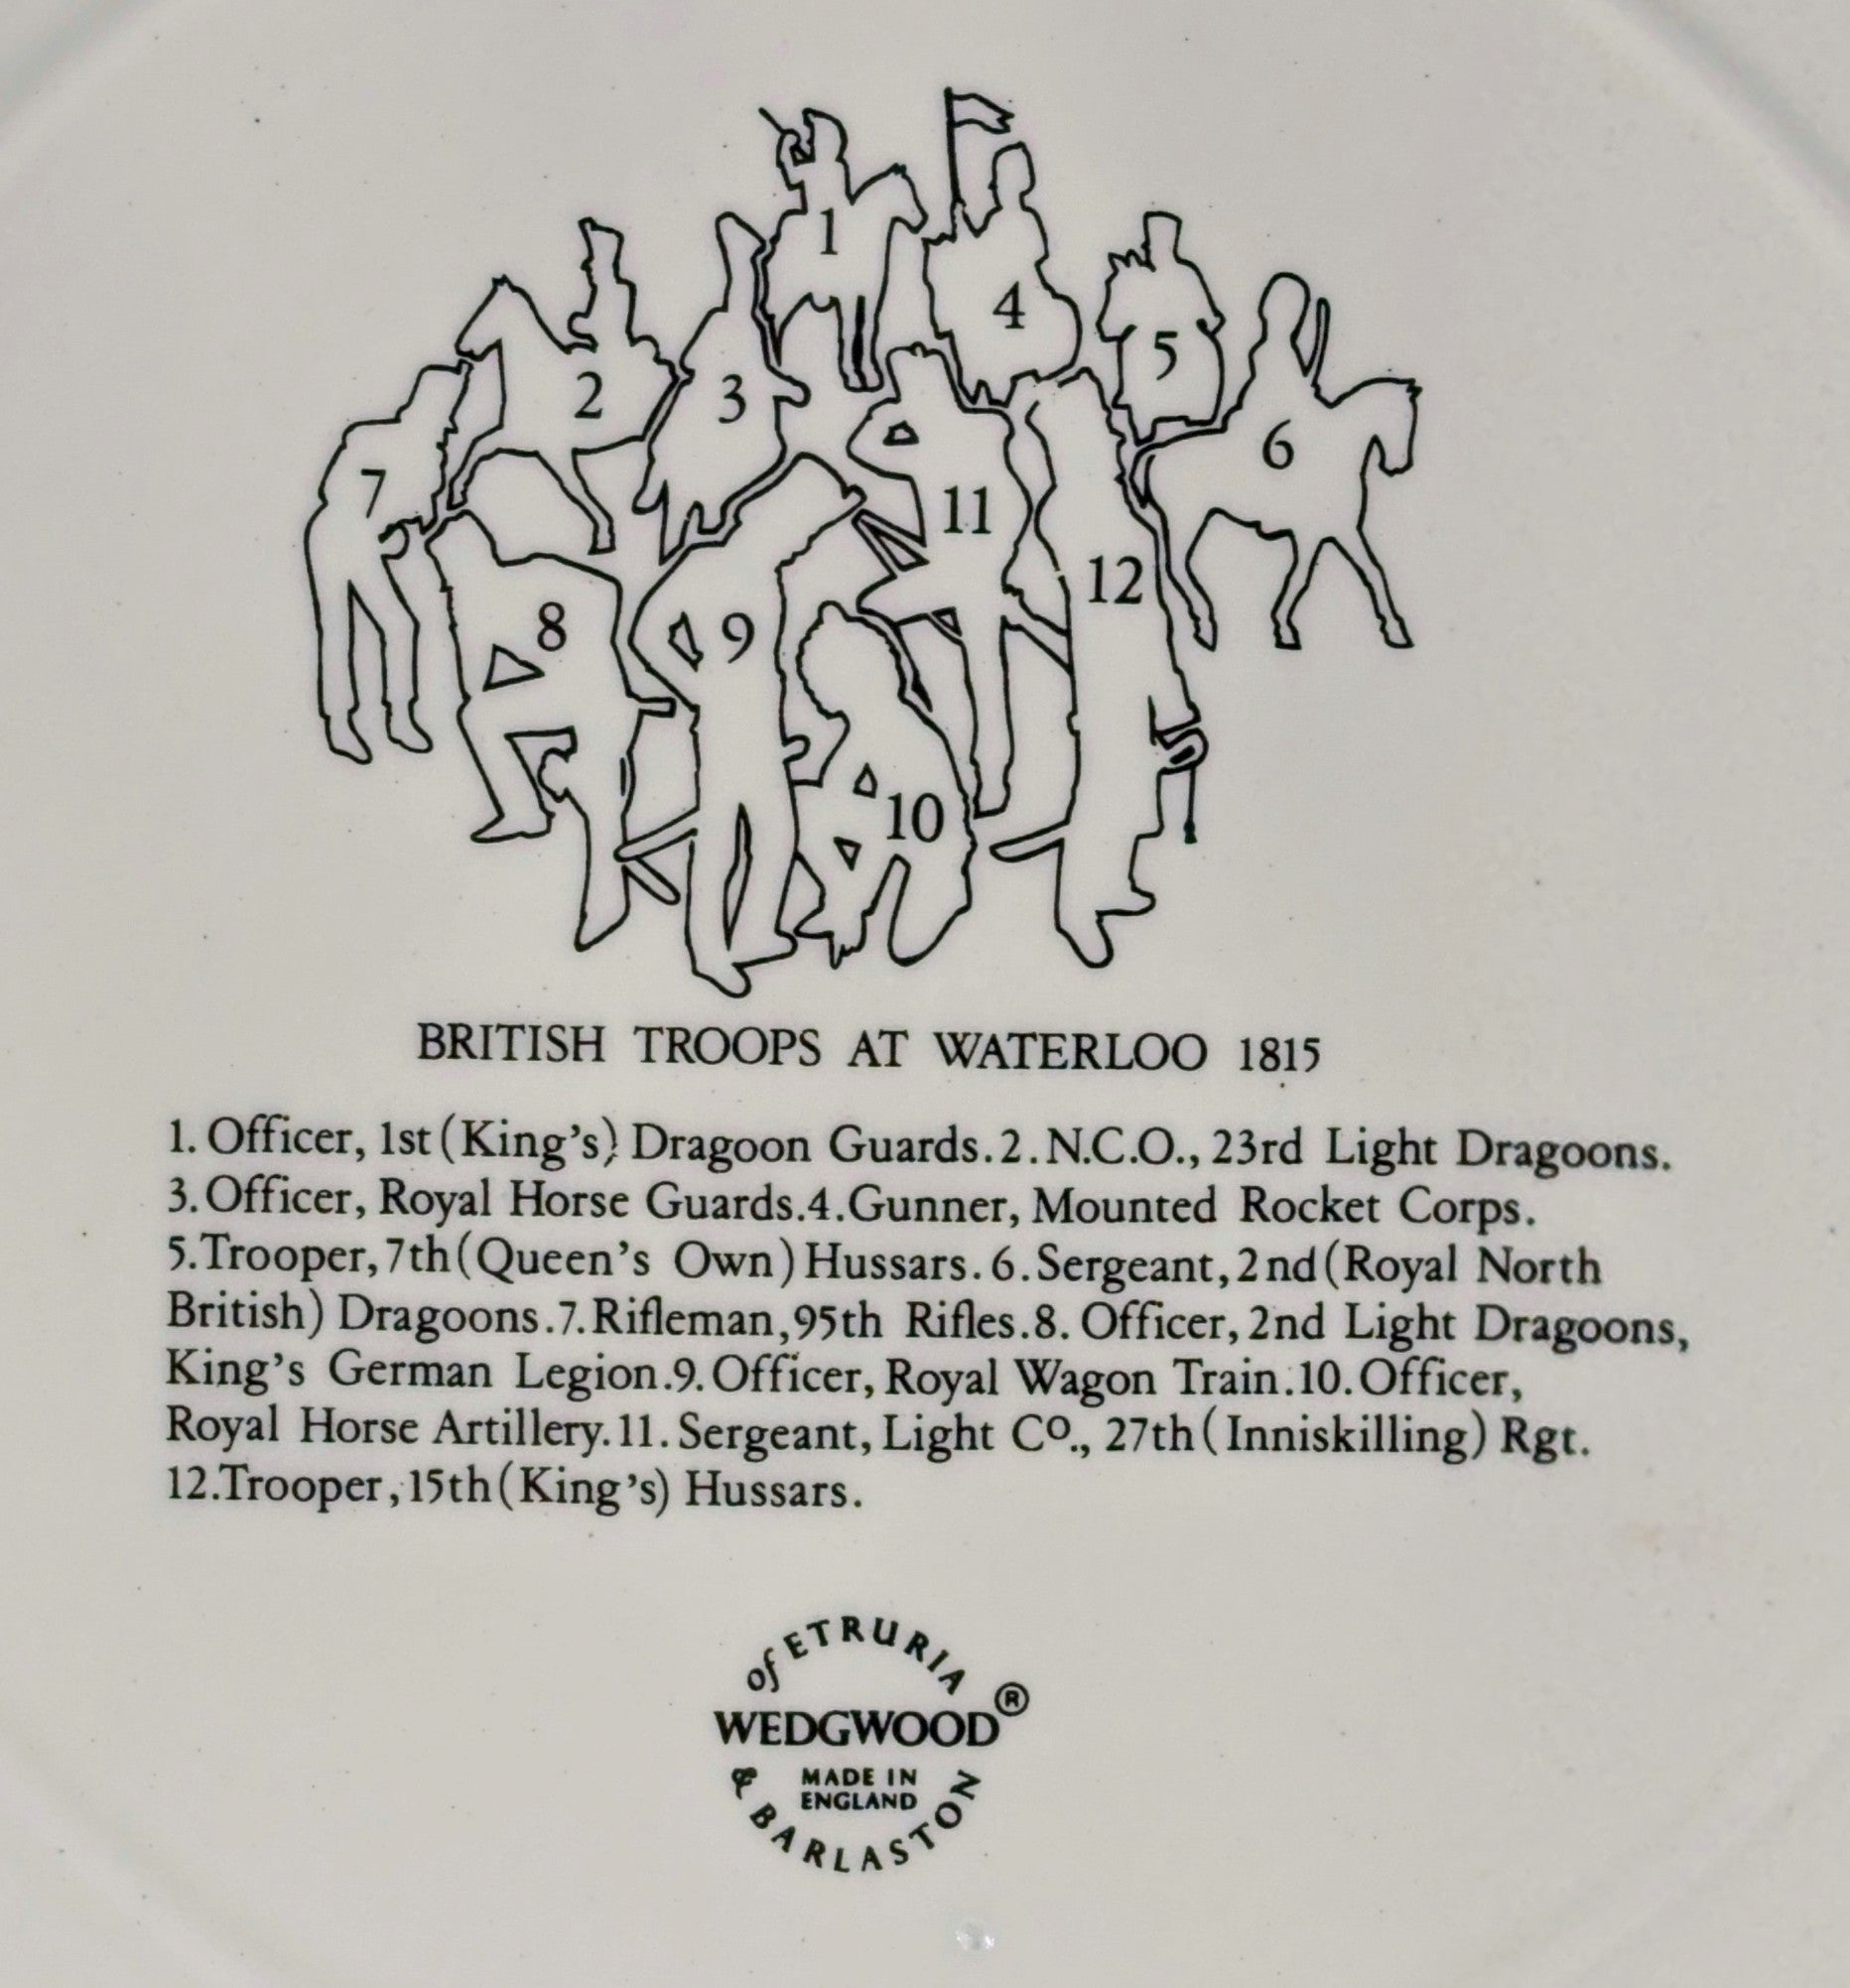 1
2
3
4
5
6
7
8
9
10
11
12
BRITISH TROOPS AT WATERLOO 1815
1. Officer, 1st (King's) Dragoon Guards. 2. N.C.O., 23rd Light Dragoons.
3. Officer, Royal Horse Guards. 4. Gunner, Mounted Rocket Corps.
5. Trooper, 7th (Queen's Own) Hussars. 6. Sergeant, 2nd (Royal North
British) Dragoons. 7. Rifleman, 95th Rifles. 8. Officer, 2nd Light Dragoons,
King's German Legion. 9. Officer, Royal Wagon Train. 10. Officer,
Royal Horse Artillery. 11. Sergeant, Light Cº., 27th (Inniskilling) Rgt.
12. Trooper, 15th (King's) Hussars.
of ETRURIA
WEDGWOOD®
MADE IN
ENGLAND
& BARLASTON